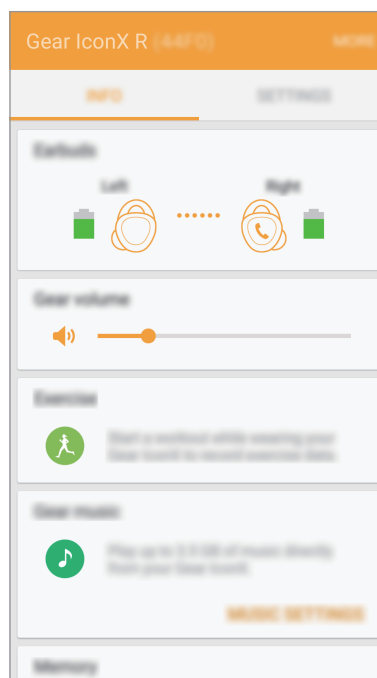 Gear IconX R (44F0) MORE
INFO SETTINGS
Earbuds
Left Right
Gear volume
Exercise
Start a workout while wearing your
Gear IconX to record exercise data.
Gear music
Play up to 3.5 GB of music directly
from your Gear IconX.
MUSIC SETTINGS
Memory